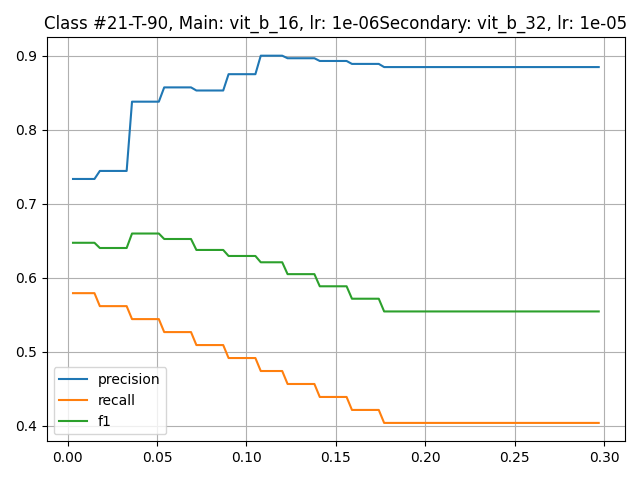 Class #21-T-90, Main: vit_b_16, lr: 1e-06Secondary: vit_b_32, lr: 1e-05
0.9
0.8
0.7
0.6
0.5
0.4
precision
recall
f1
0.00 0.05 0.10 0.15 0.20 0.25 0.30